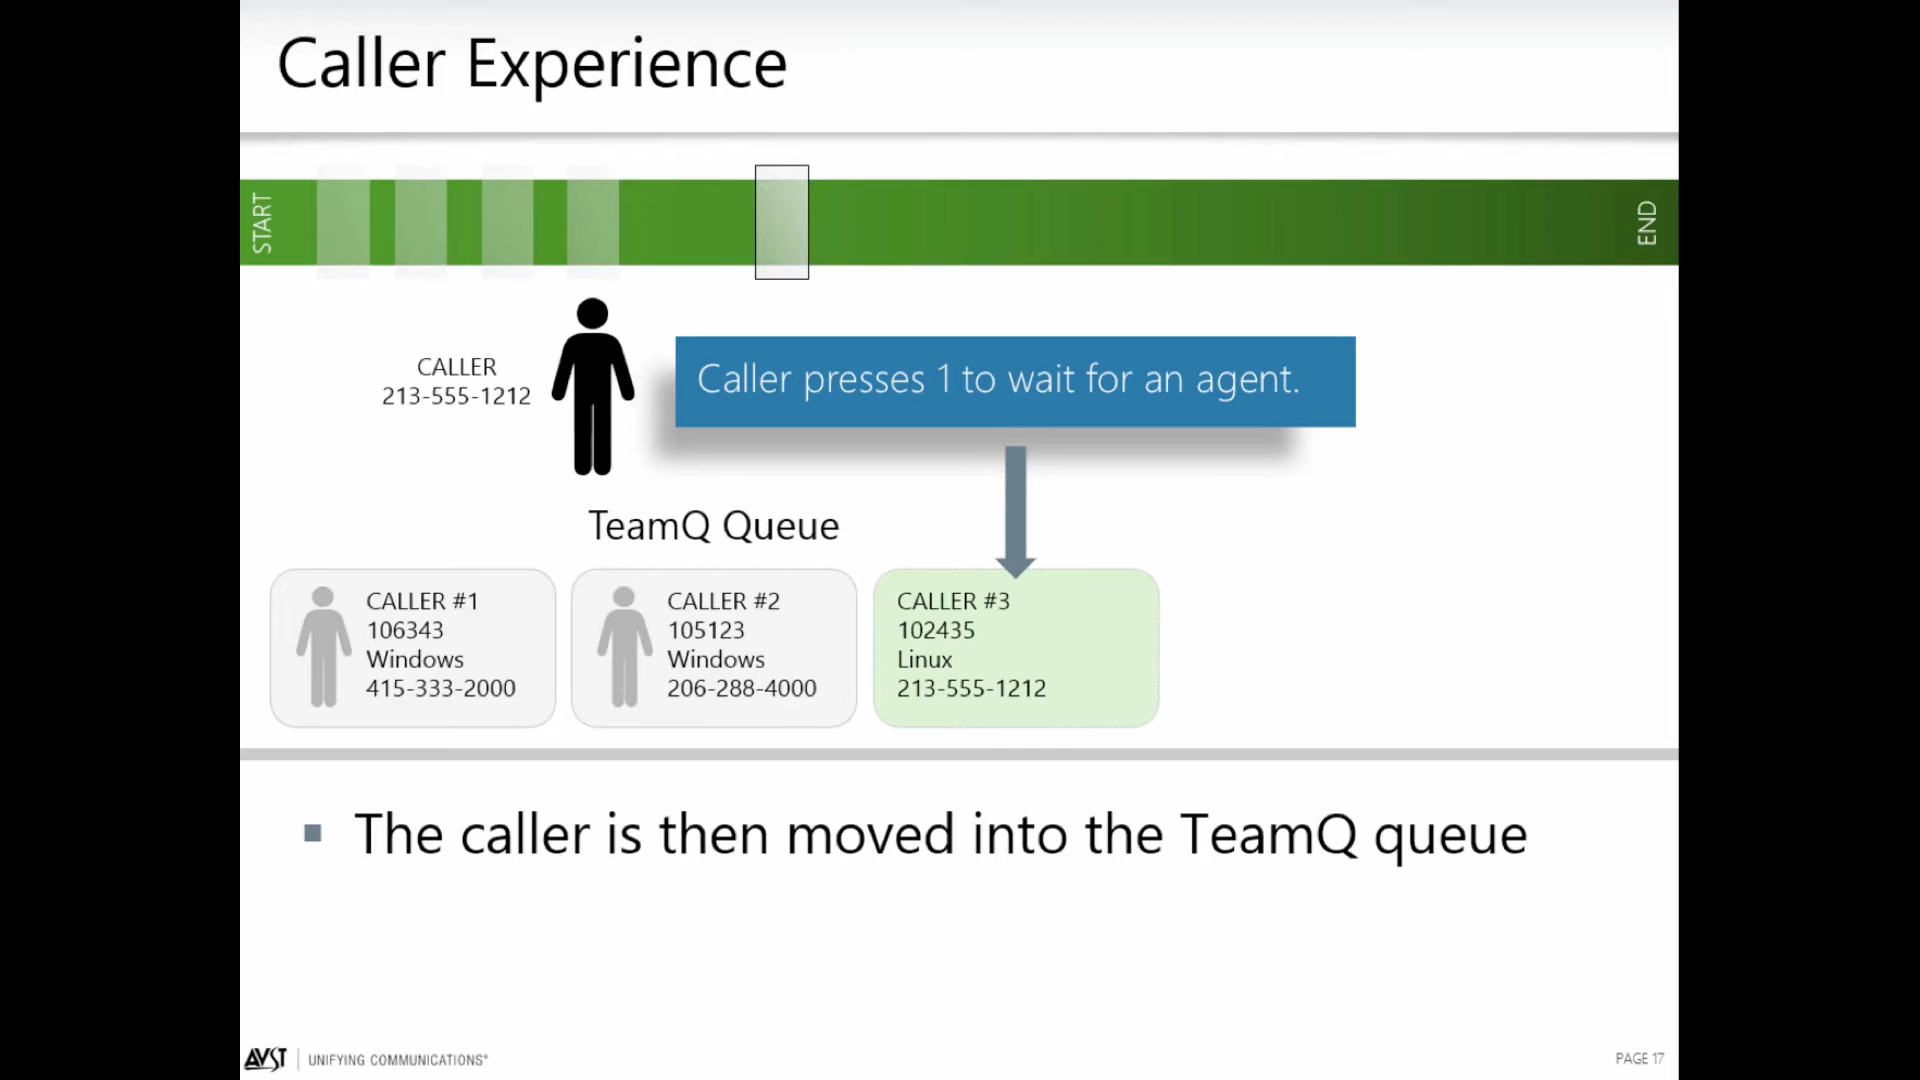 Caller Experience
START
END
CALLER
213-555-1212
Caller presses 1 to wait for an agent.
TeamQ Queue
CALLER #1
106343
Windows
415-333-2000
CALLER #2
105123
Windows
206-288-4000
CALLER #3
102435
Linux
213-555-1212
▪ The caller is then moved into the TeamQ queue
AVST | UNIFYING COMMUNICATIONS®
PAGE 17